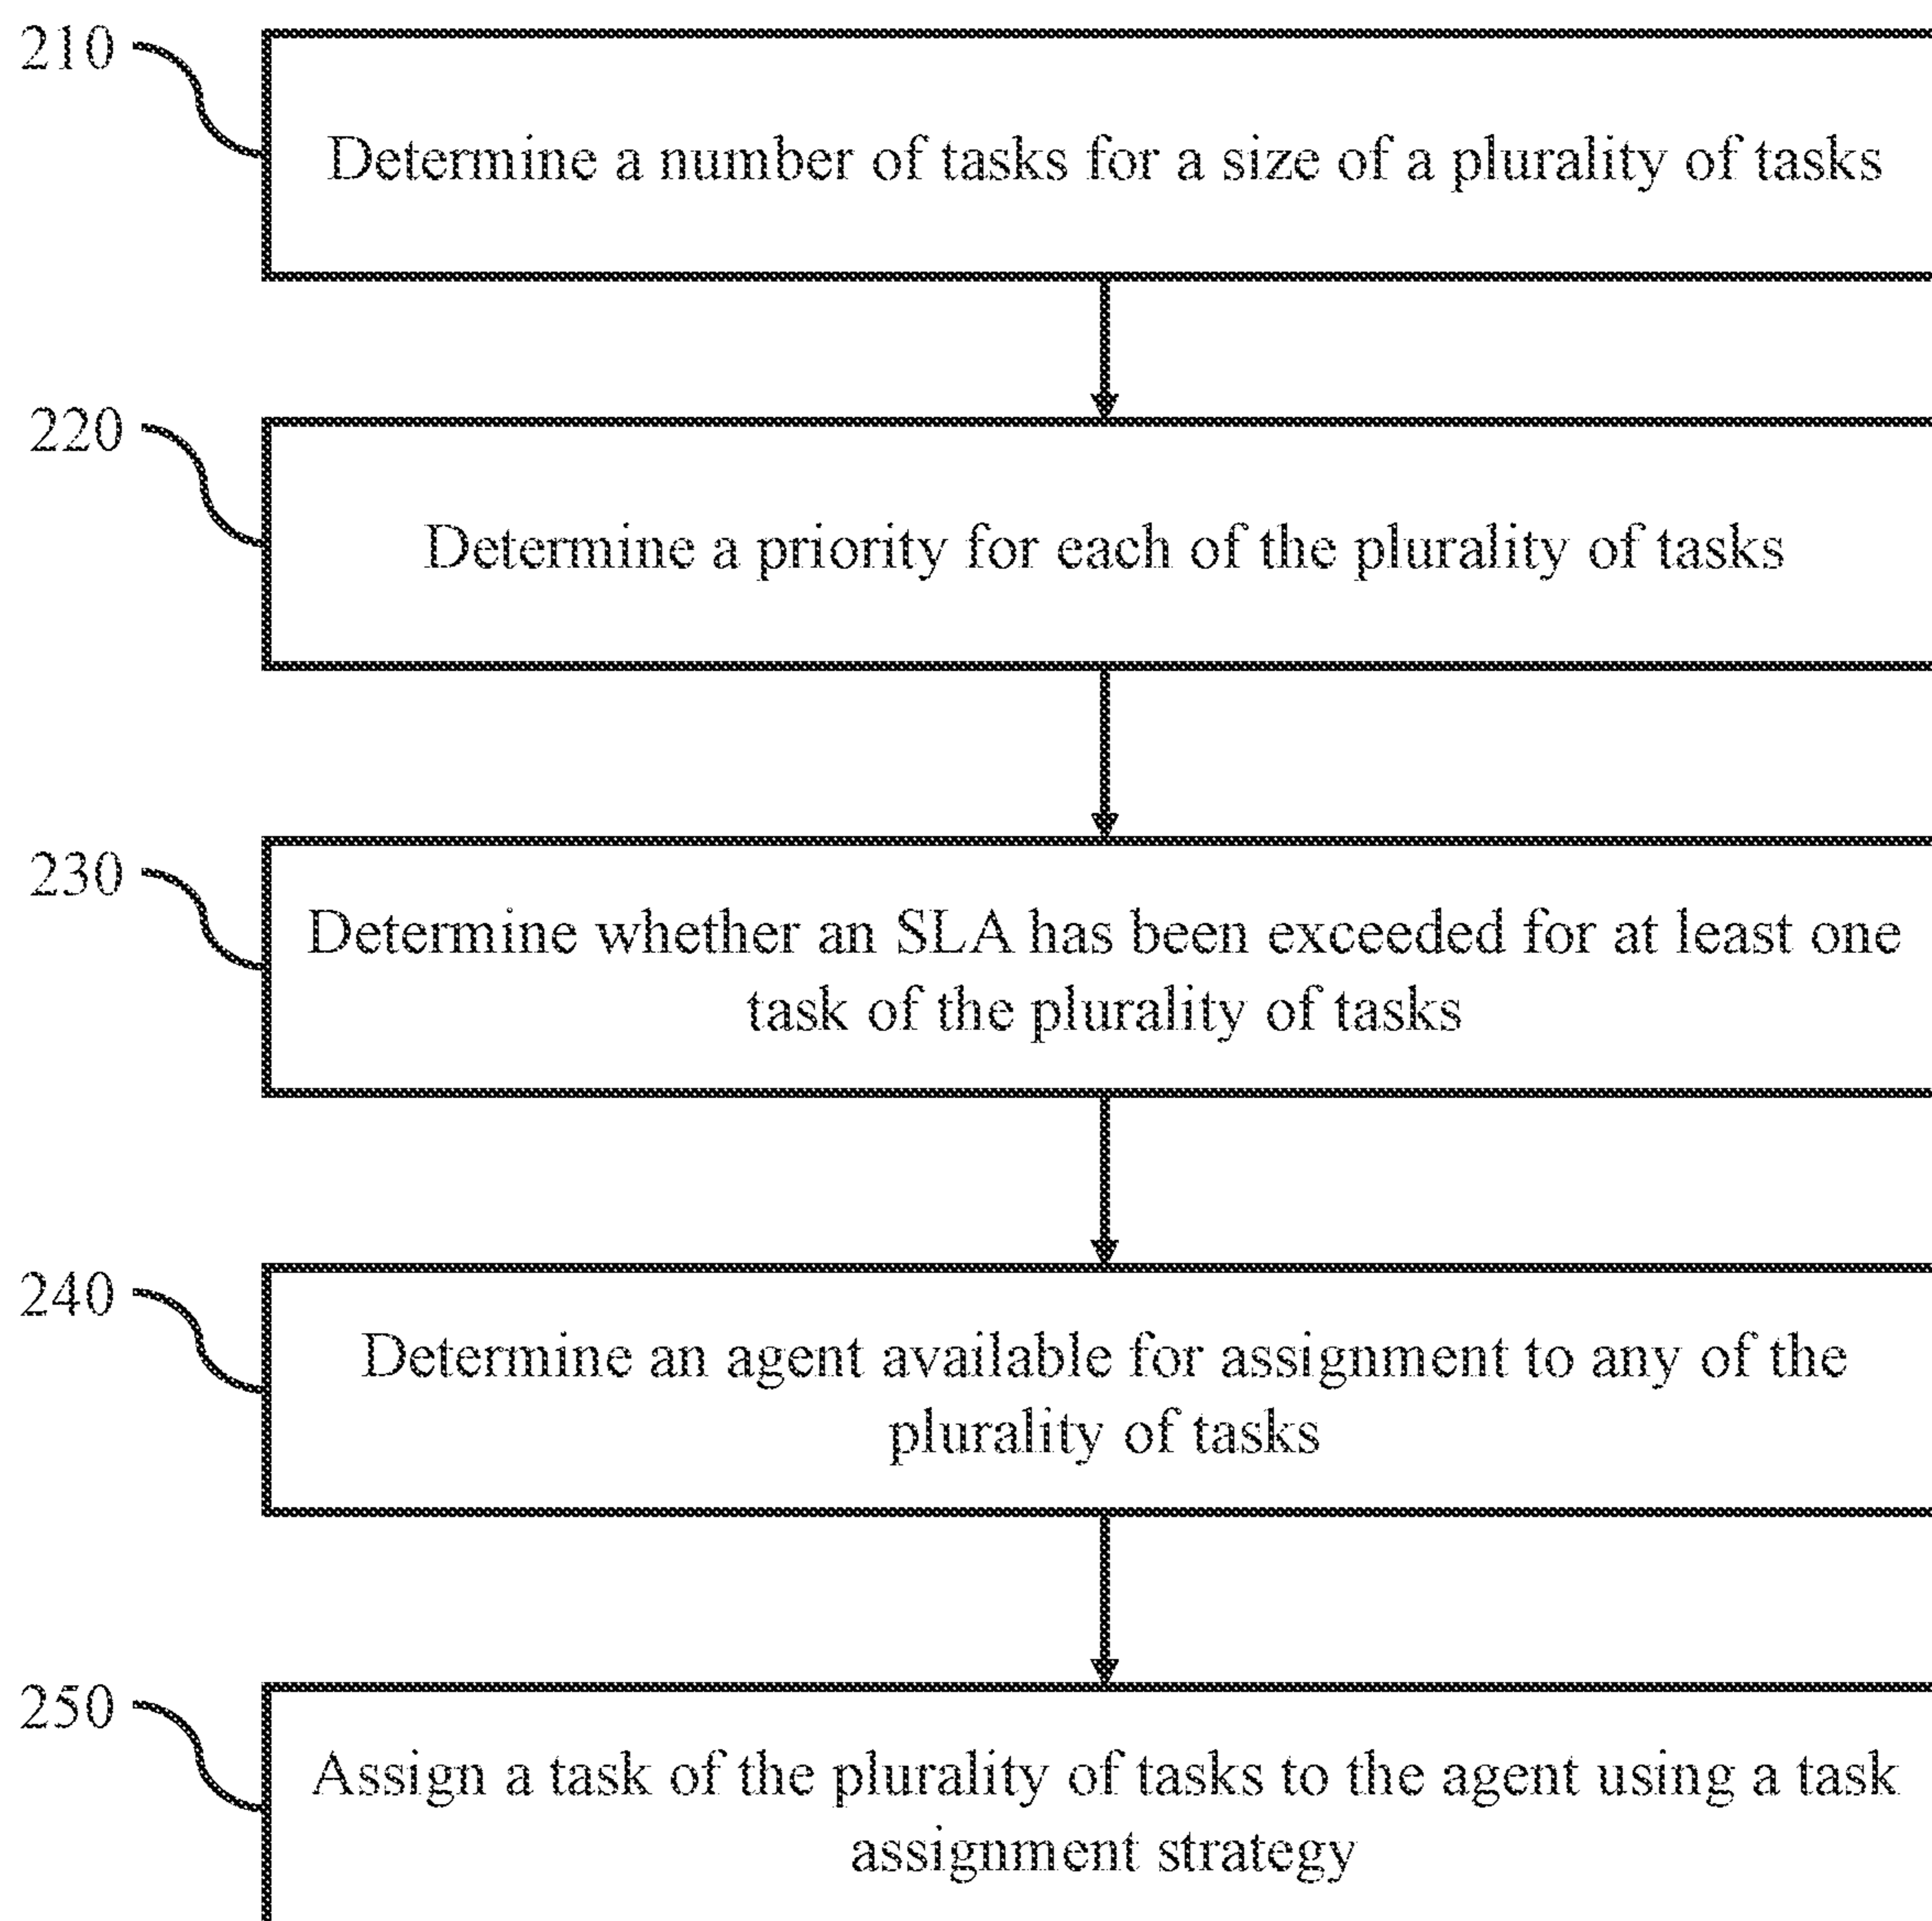 210
Determine a number of tasks for a size of a plurality of tasks
220
Determine a priority for each of the plurality of tasks
230
Determine whether an SLA has been exceeded for at least one
task of the plurality of tasks
240
Determine an agent available for assignment to any of the
plurality of tasks
250
Assign a task of the plurality of tasks to the agent using a task
assignment strategy